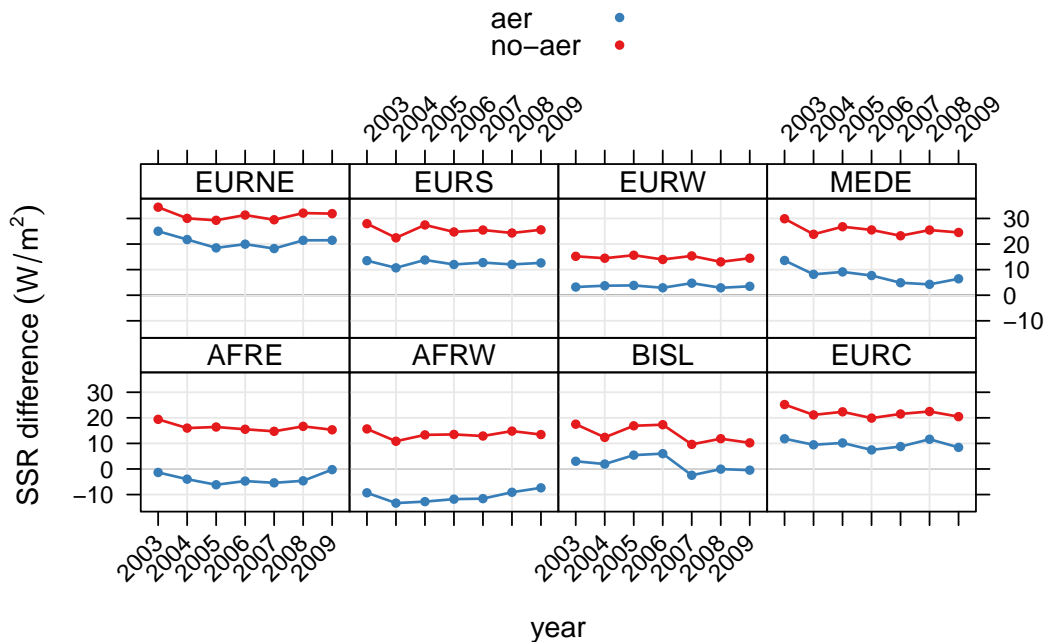 aer
no−aer
2003 2004 2005 2006 2007 2008 2009 2003 2004 2005 2006 2007 2008 2009
EURNE EURS EURW MEDE
30
20
10
0
−10
AFRE AFRW BISL EURC
30
20
10
0
−10
2003 2004 2005 2006 2007 2008 2009 2003 2004 2005 2006 2007 2008 2009
SSR difference (W/m²)
year